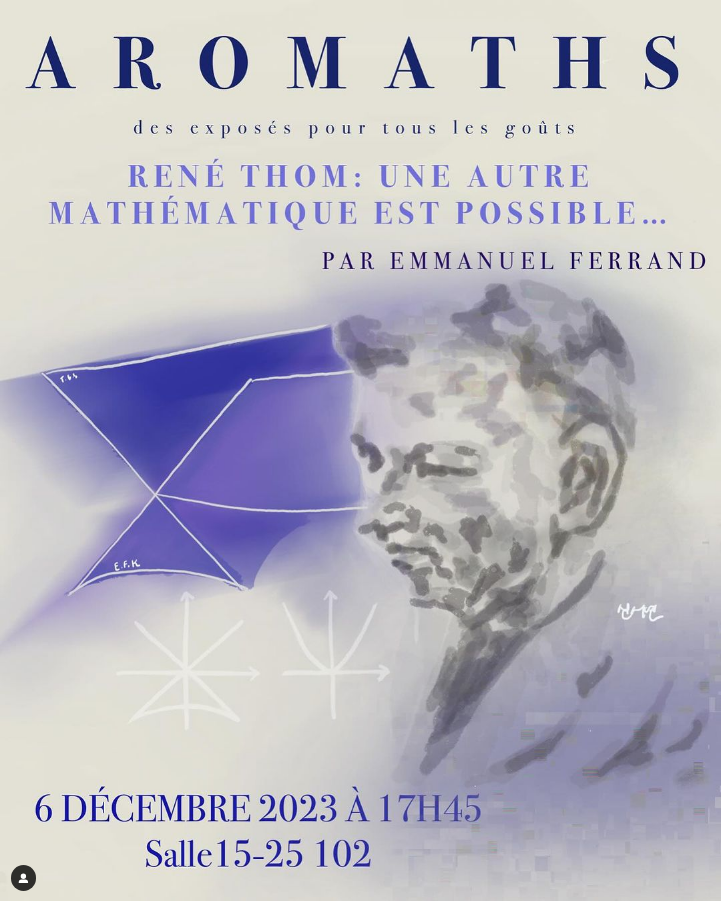 AROMATHS
des exposés pour tous les goûts
RENÉ THOM: UNE AUTRE
MATHÉMATIQUE EST POSSIBLE...
PAR EMMANUEL FERRAND
E.F.K
6 DÉCEMBRE 2023 À 17H45
Salle15-25 102